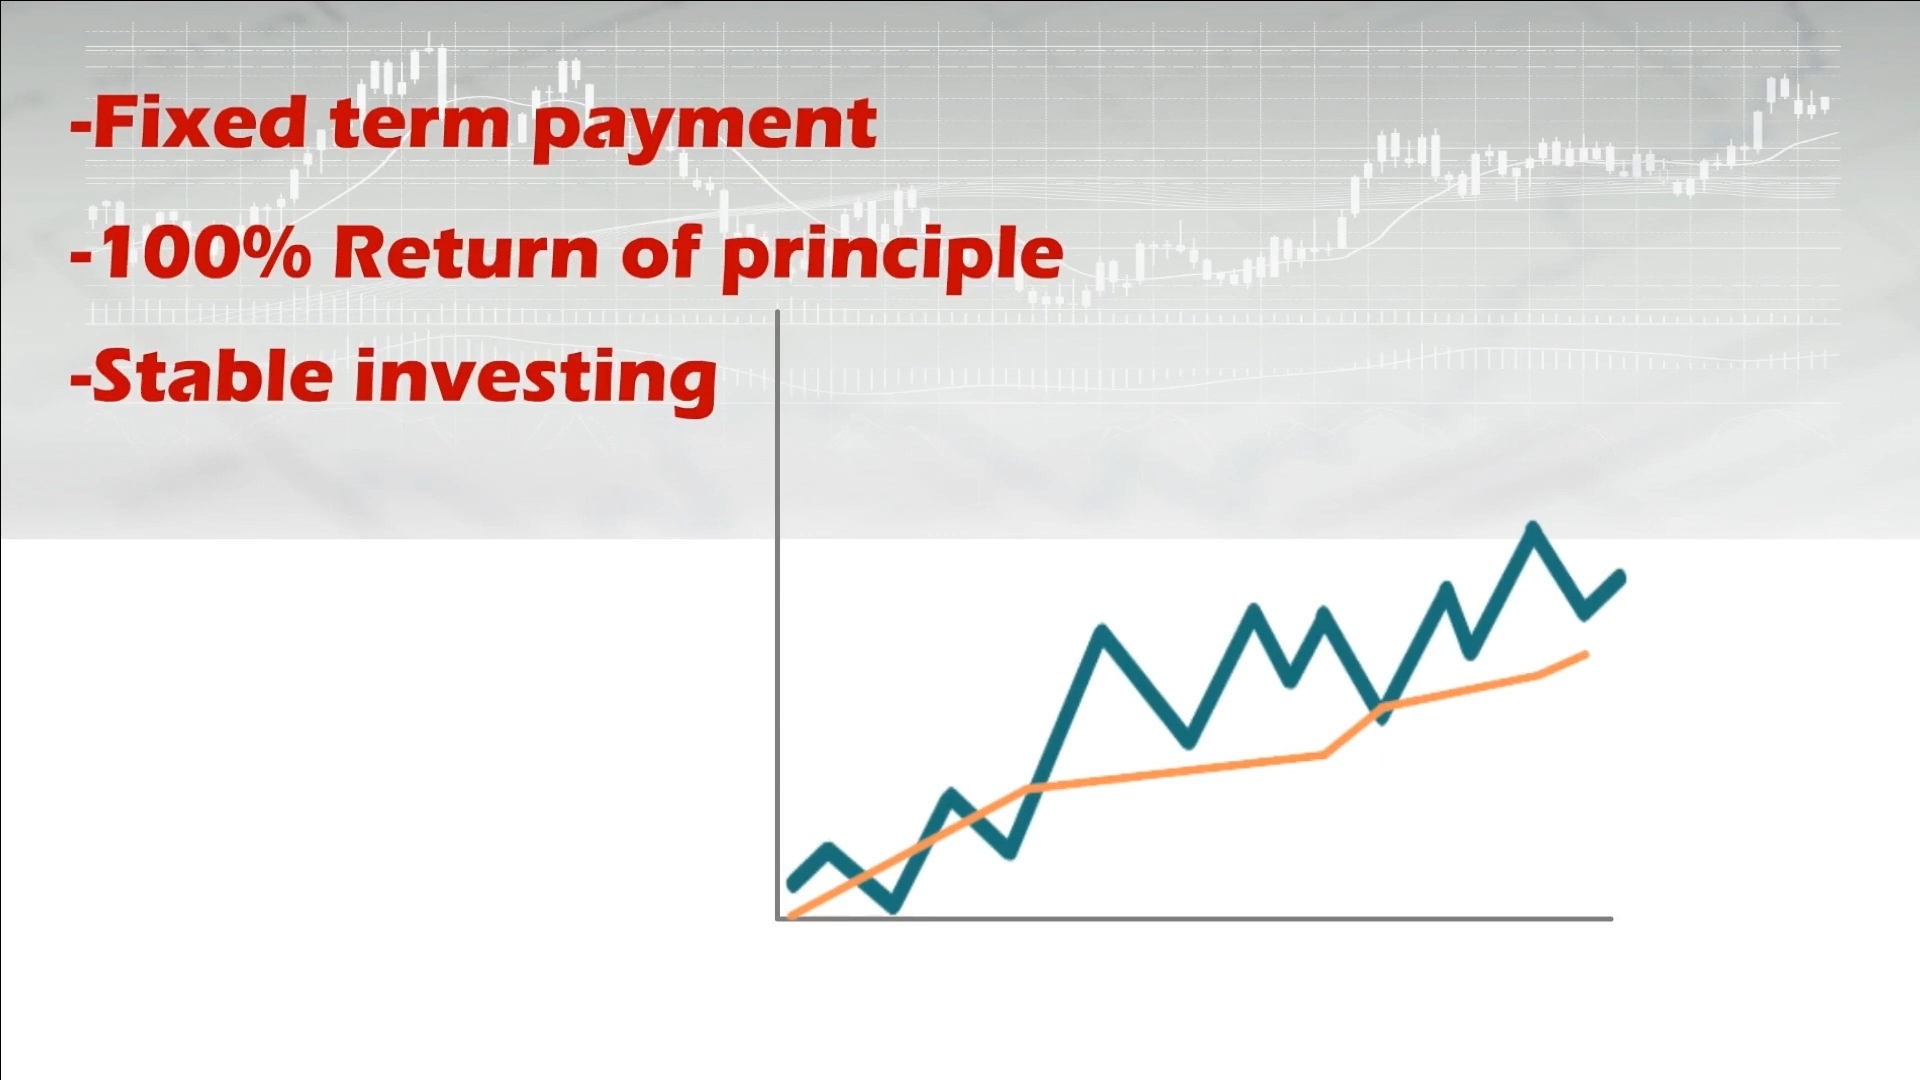 -Fixed term payment
-100% Return of principle
-Stable investing